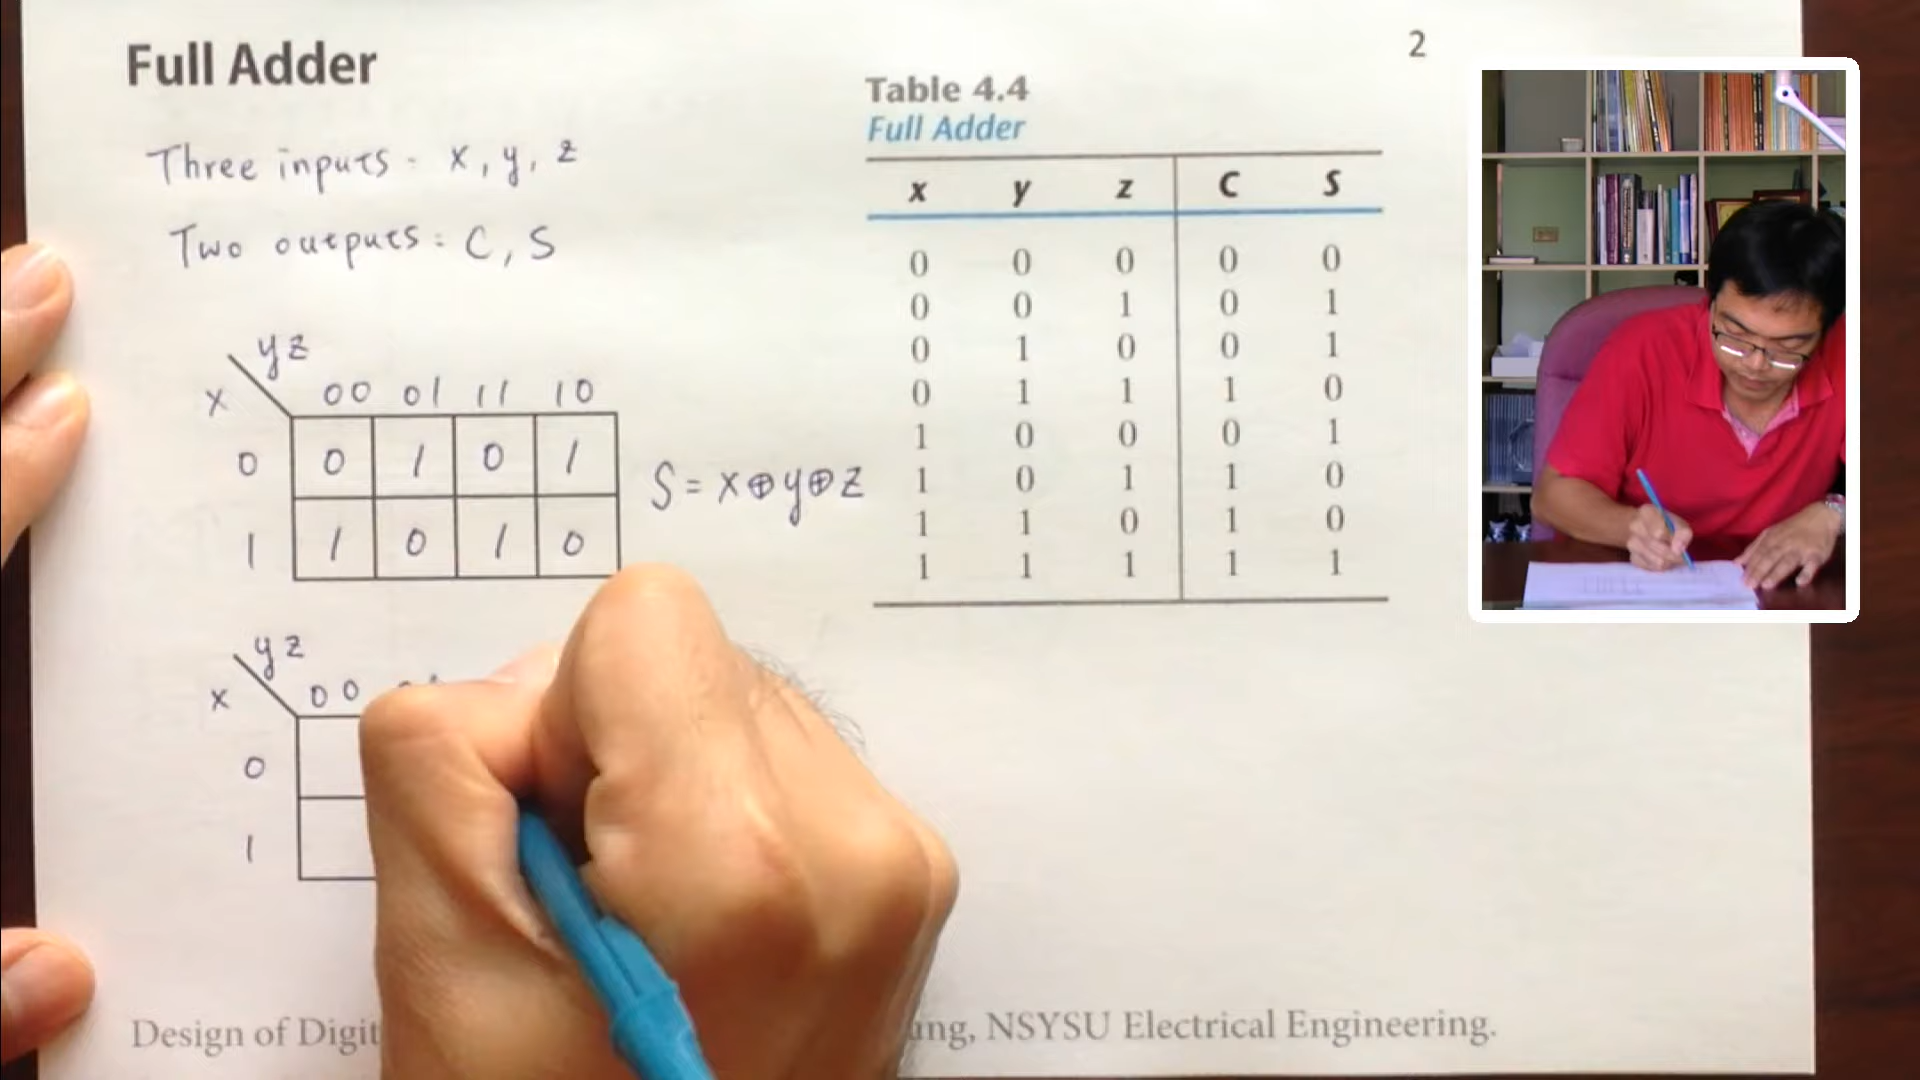 2
Full Adder
Three inputs: x, y, z
Two outputs: C, S
yz
x 00 01 11 10
0 0 1 0 1
1 1 0 1 0
S = x⊕y⊕z
yz
x 00
0
1
Table 4.4
Full Adder
x y z C S
0 0 0 0 0
0 0 1 0 1
0 1 0 0 1
0 1 1 1 0
1 0 0 0 1
1 0 1 1 0
1 1 0 1 0
1 1 1 1 1
Design of NSYSU Electrical Engineering.